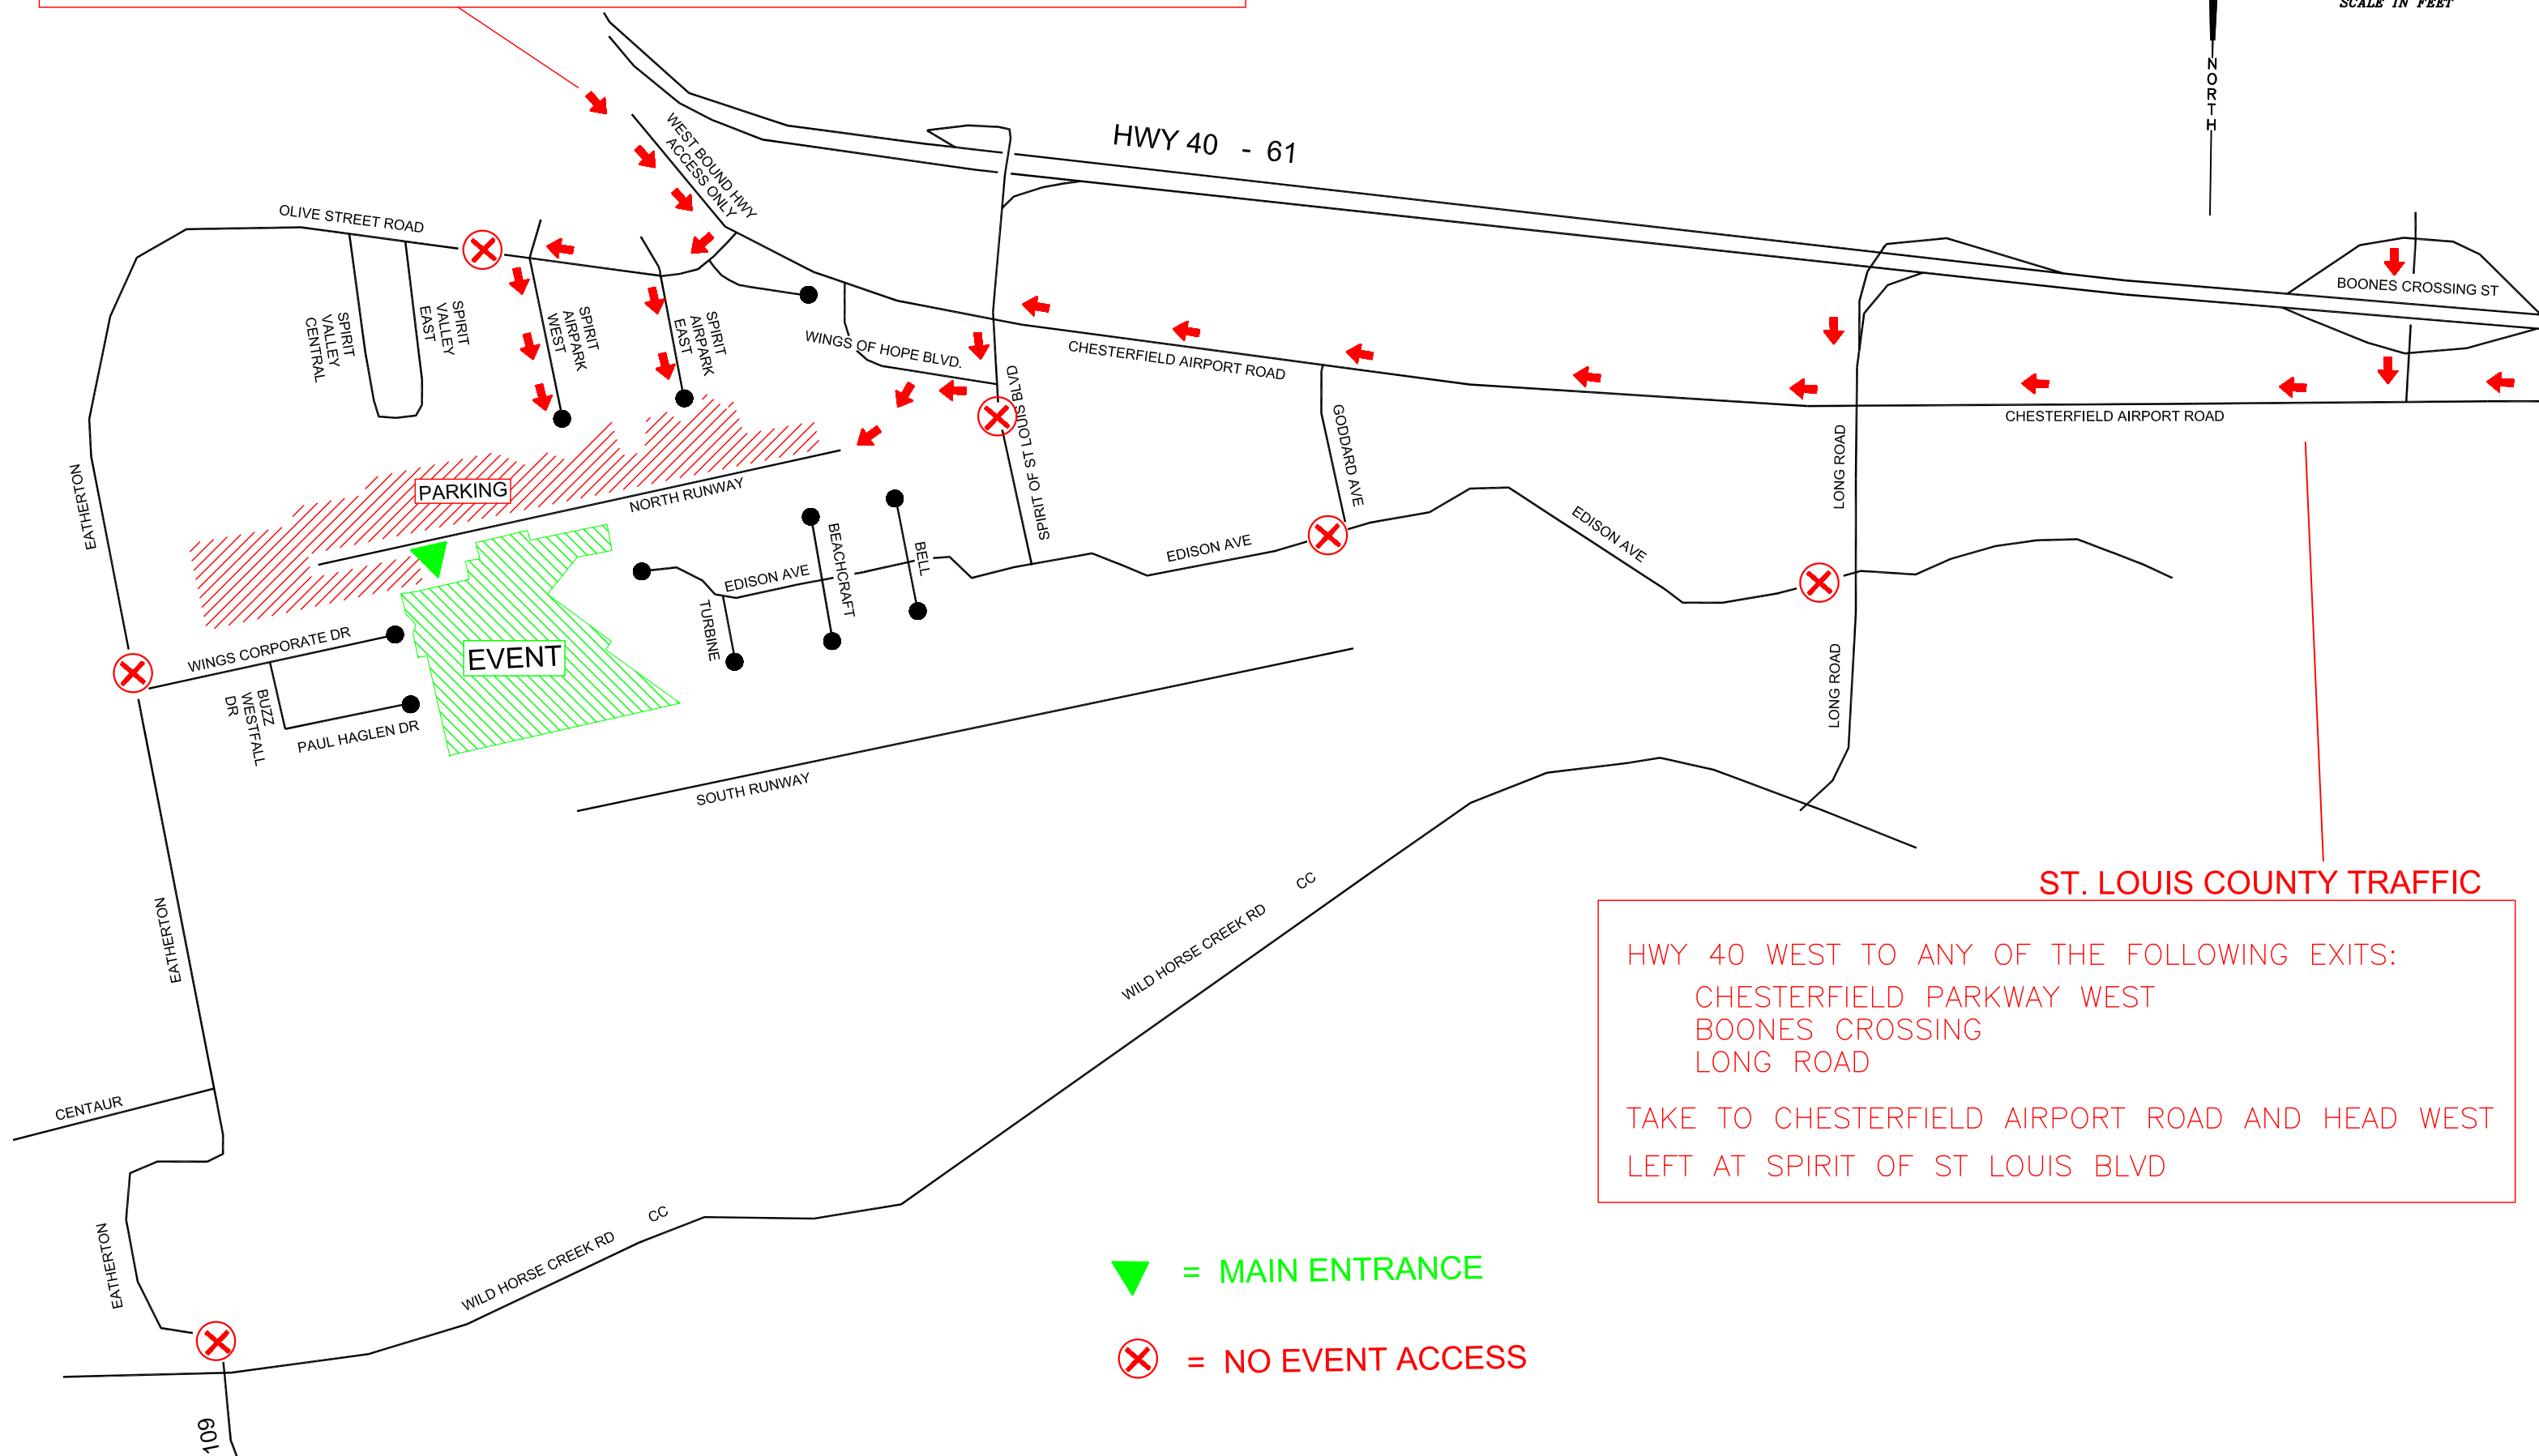 SCALE IN FEET
NORTH
HWY 40 - 61
WEST BOUND HWY
ACCESS ONLY
OLIVE STREET ROAD
BOONES CROSSING ST
SPIRIT
VALLEY
CENTRAL
SPIRIT
VALLEY
EAST
SPIRIT
AIRPARK
WEST
SPIRIT
AIRPARK
EAST
WINGS OF HOPE BLVD.
CHESTERFIELD AIRPORT ROAD
CHESTERFIELD AIRPORT ROAD
SPIRIT OF ST LOUIS BLVD
GODDARD AVE
LONG ROAD
EATHERTON
PARKING
NORTH RUNWAY
EDISON AVE
EDISON AVE
EDISON AVE
BEACHCRAFT
BELL
TURBINE
WINGS CORPORATE DR
EVENT
BUZZ
WESTFALL
DR
PAUL HAGLEN DR
LONG ROAD
SOUTH RUNWAY
WILD HORSE CREEK RD
CC
EATHERTON
CENTAUR
EATHERTON
WILD HORSE CREEK RD
CC
109
ST. LOUIS COUNTY TRAFFIC
HWY 40 WEST TO ANY OF THE FOLLOWING EXITS:
CHESTERFIELD PARKWAY WEST
BOONES CROSSING
LONG ROAD
TAKE TO CHESTERFIELD AIRPORT ROAD AND HEAD WEST
LEFT AT SPIRIT OF ST LOUIS BLVD
= MAIN ENTRANCE
= NO EVENT ACCESS